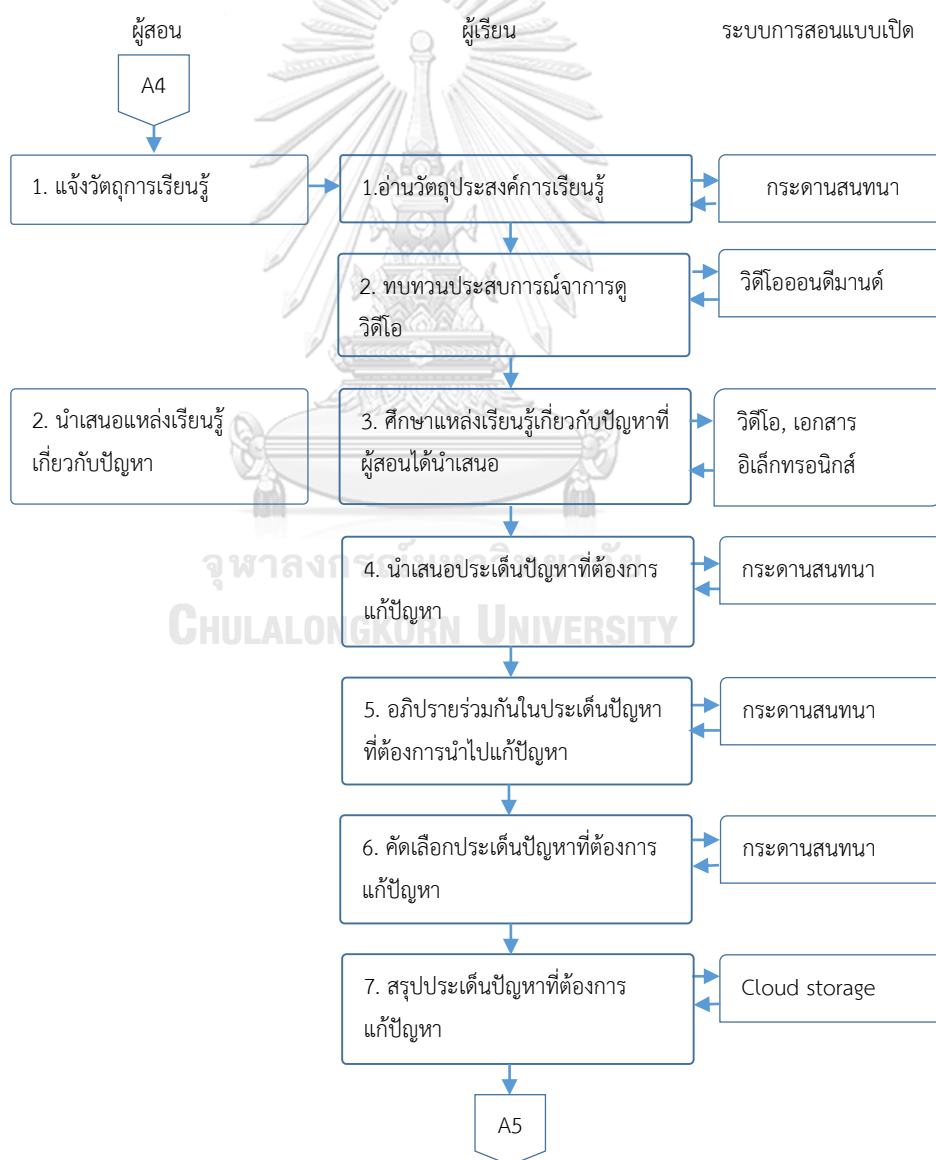 ผู้สอน
ผู้เรียน
ระบบการสอนแบบเปิด
A4
1. แจ้งวัตถุการเรียนรู้
1.อ่านวัตถุประสงค์การเรียนรู้
กระดานสนทนา
2. ทบทวนประสบการณ์จาการดู
วิดีโอ
วิดีโอออนดีมานด์
2. นำเสนอแหล่งเรียนรู้
เกี่ยวกับปัญหา
3. ศึกษาแหล่งเรียนรู้เกี่ยวกับปัญหาที่
ผู้สอนได้นำเสนอ
วิดีโอ, เอกสาร
อิเล็กทรอนิกส์
จุฬาลงกรณ์มหาวิทยาลัย
CHULALONGKORN UNIVERSITY
4. นำเสนอประเด็นปัญหาที่ต้องการ
แก้ปัญหา
กระดานสนทนา
5. อภิปรายร่วมกันในประเด็นปัญหา
ที่ต้องการนำไปแก้ปัญหา
กระดานสนทนา
6. คัดเลือกประเด็นปัญหาที่ต้องการ
แก้ปัญหา
กระดานสนทนา
7. สรุปประเด็นปัญหาที่ต้องการ
แก้ปัญหา
Cloud storage
A5